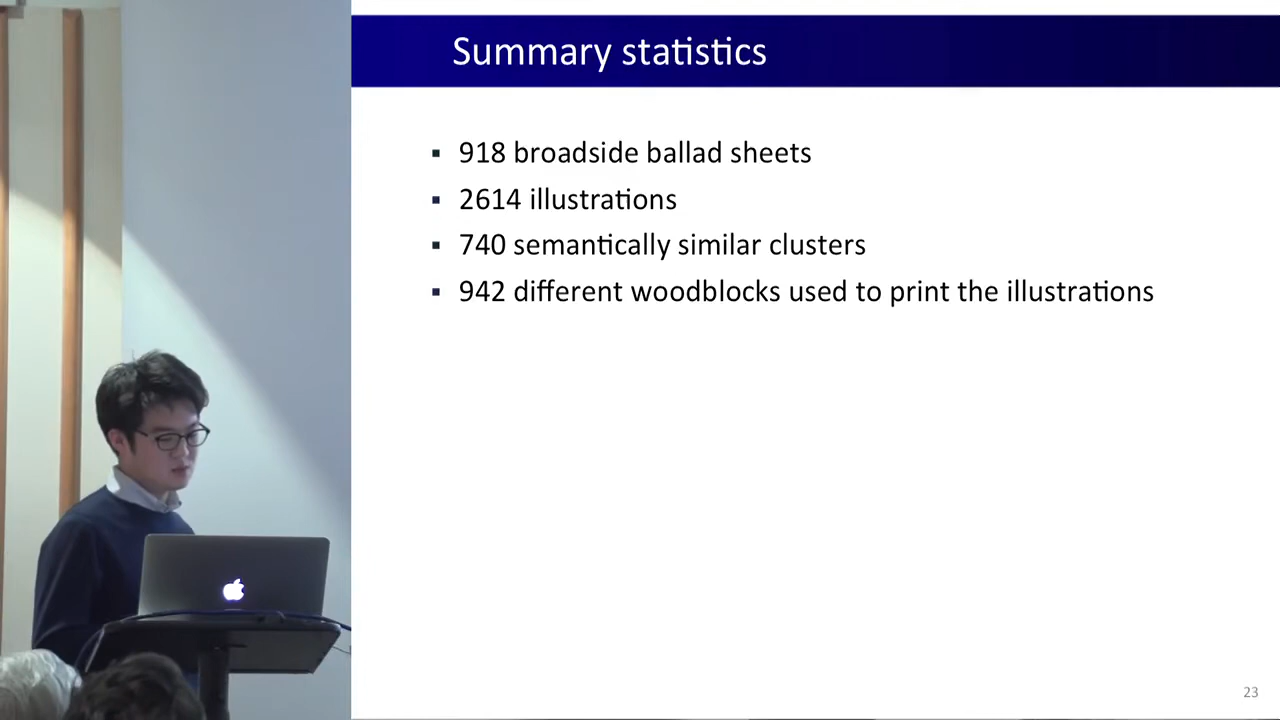 Summary statistics
▪ 918 broadside ballad sheets
▪ 2614 illustrations
▪ 740 semantically similar clusters
▪ 942 different woodblocks used to print the illustrations
23